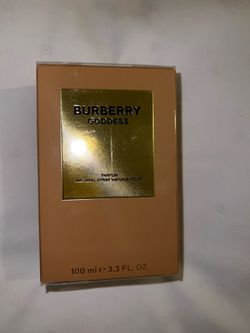 BURBERRY
GODDESS
PARFUM
NATURAL SPRAY VAPORISATEUR
100 ml ℮ 3.3 FL. OZ.